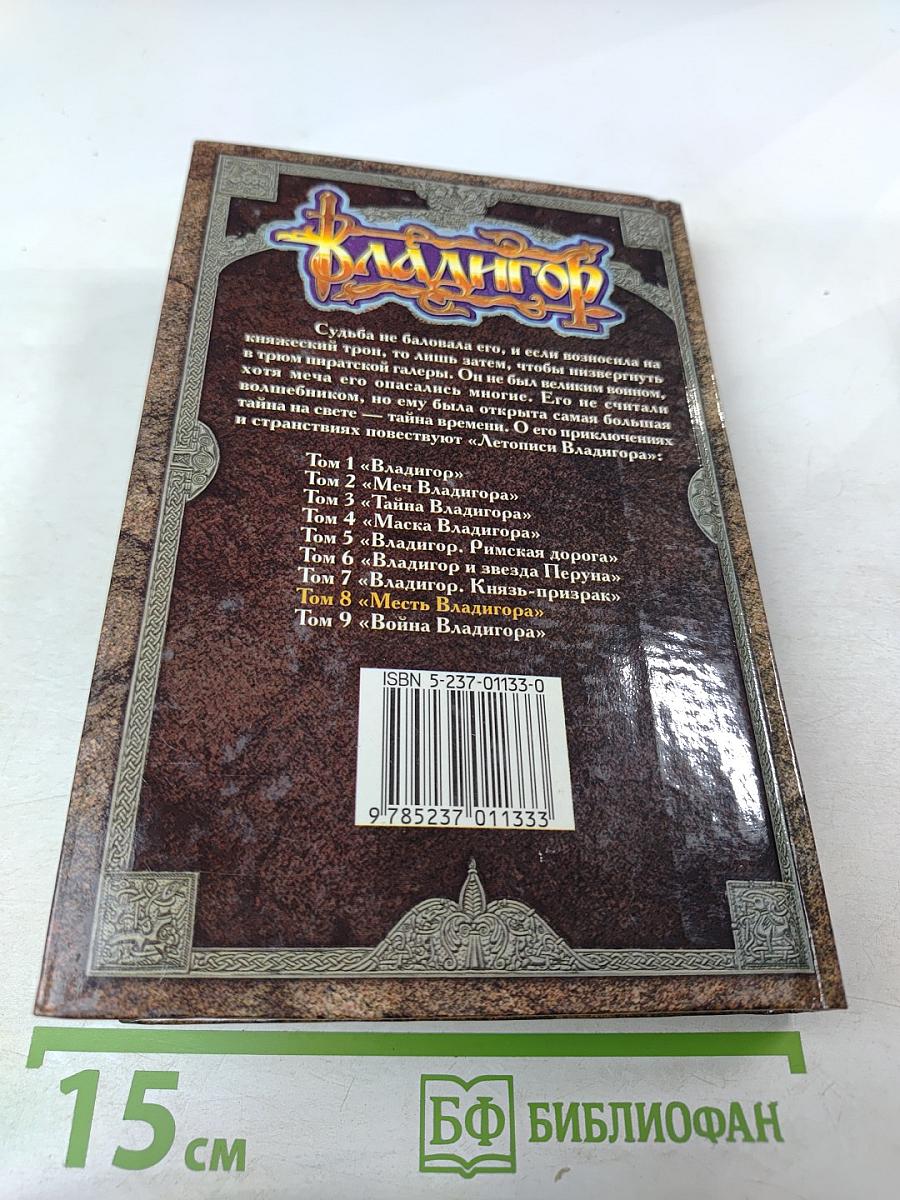 Владигор
Судьба не баловала его, и если возносила на
княжеский трон, то лишь затем, чтобы низвергнуть
в трюм пиратской галеры. Он не был великим воином,
хотя меча его опасались многие. Его не считали
волшебником, но ему была открыта самая большая
тайна на свете — тайна времени. О его приключениях
и странствиях повествуют «Летописи Владигора»:
Том 1 «Владигор»
Том 2 «Меч Владигора»
Том 3 «Тайна Владигора»
Том 4 «Маска Владигора»
Том 5 «Владигор. Римская дорога»
Том 6 «Владигор и звезда Перуна»
Том 7 «Владигор. Князь-призрак»
Том 8 «Месть Владигора»
Том 9 «Война Владигора»
ISBN 5-237-01133-0
9 785237 011333
15 см
БФ БИБЛИОФАН